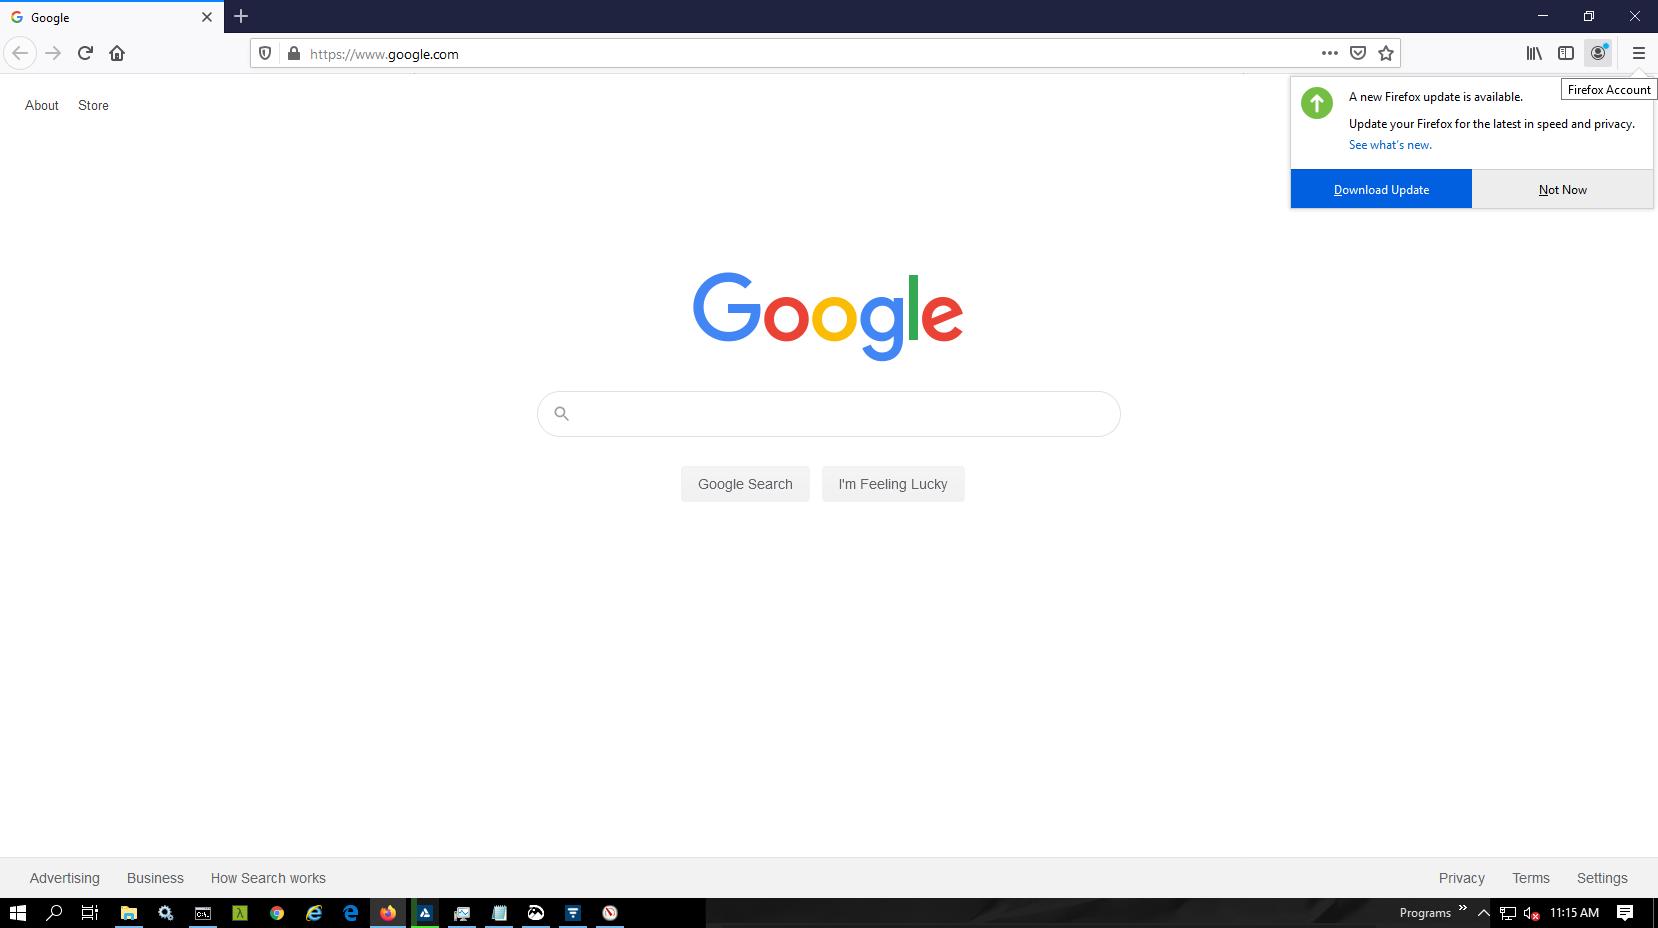 Google
https://www.google.com
Firefox Account
About Store
A new Firefox update is available.
Update your Firefox for the latest in speed and privacy.
See what's new.
Download Update Not Now
Google
Google Search I'm Feeling Lucky
Advertising Business How Search works Privacy Terms Settings
Programs 11:15 AM